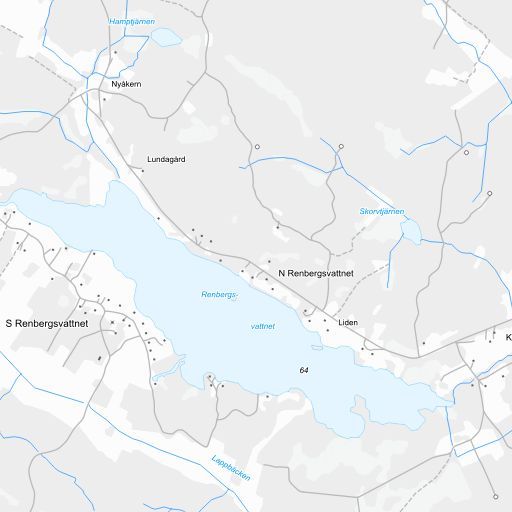 Hamptjärnen
Nyåkern
Lundagård
Skorvtjärnen
N Renbergsvattnet
Renbergs-
vattnet
S Renbergsvattnet
Liden
K
64
Lappbäcken